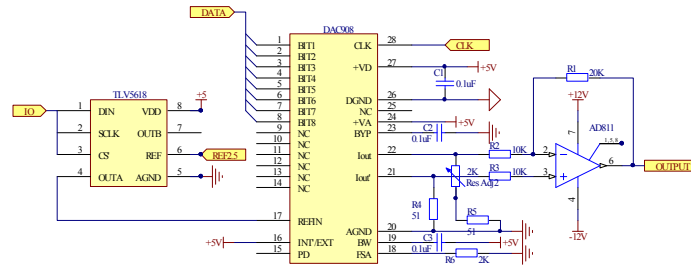 DATA
DAC908
1 BIT1 CLK 28 CLK
2 BIT2
3 BIT3 +VD 27 +5V
4 BIT4
5 BIT5 C1 0.1uF
6 BIT6 DGND 26
7 BIT7 NC 25
8 BIT8 +VA 24 +5V
9 NC BYP 23 C2 0.1uF
10 NC
11 NC Iout 22 R2 10K
12 NC
13 NC Iout' 21 R3 10K
14 NC
2K
Res Adj2
R4
51
R5
51
17 REFIN
AGND 20
16 INT'/EXT BW 19 C3 0.1uF +5V
15 PD FSA 18 R6 2K
+5V
TLV5618
IO
1 DIN VDD 8 +5
2 SCLK OUTB 7
3 CS' REF 6 REF2.5
4 OUTA AGND 5
R1
20K
+12V
7
AD811
1, 5, 8
2
3
6
OUTPUT
4
-12V